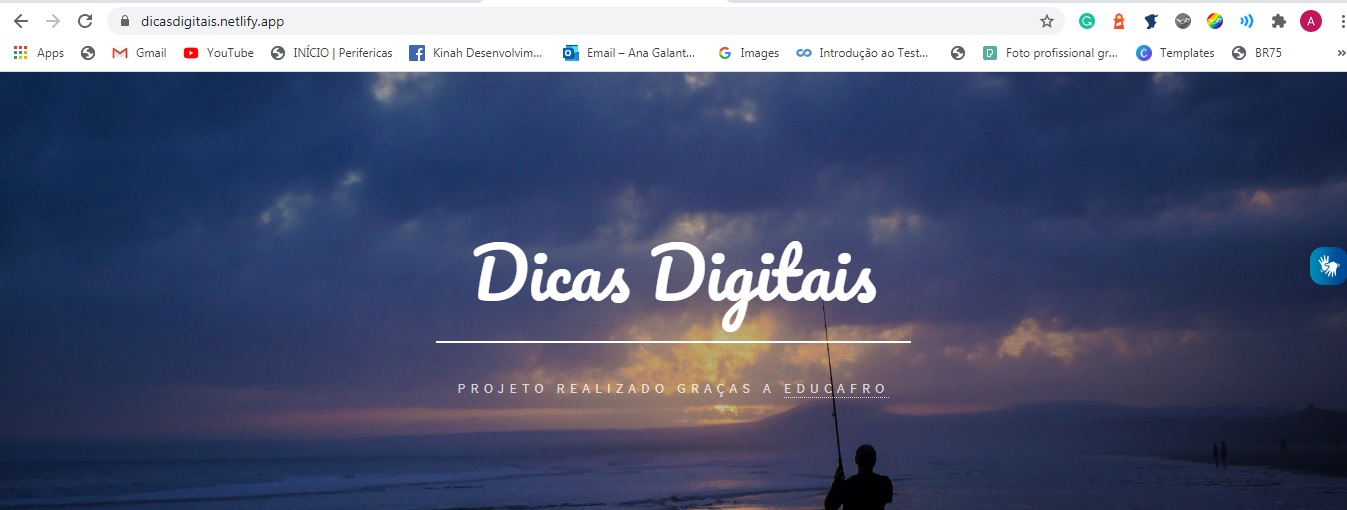 dicasdigitais.netlify.app
A
Apps Gmail YouTube INÍCIO | Perifericas Kinah Desenvolvim... Email – Ana Galant... Images Introdução ao Test... Foto profissional gr... Templates BR75 »
Dicas Digitais
PROJETO REALIZADO GRAÇAS A EDUCAFRO